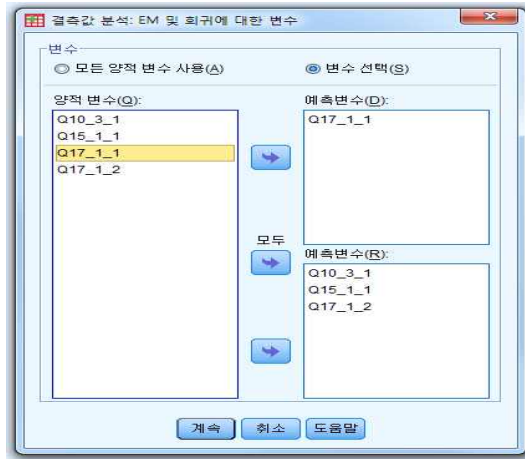 결측값 분석: EM 및 회귀에 대한 변수
변수
모든 양적 변수 사용(A)
변수 선택(S)
양적 변수(Q):
Q10_3_1
Q15_1_1
Q17_1_1
Q17_1_2
예측변수(D):
Q17_1_1
모두
예측변수(R):
Q10_3_1
Q15_1_1
Q17_1_2
계속
취소
도움말